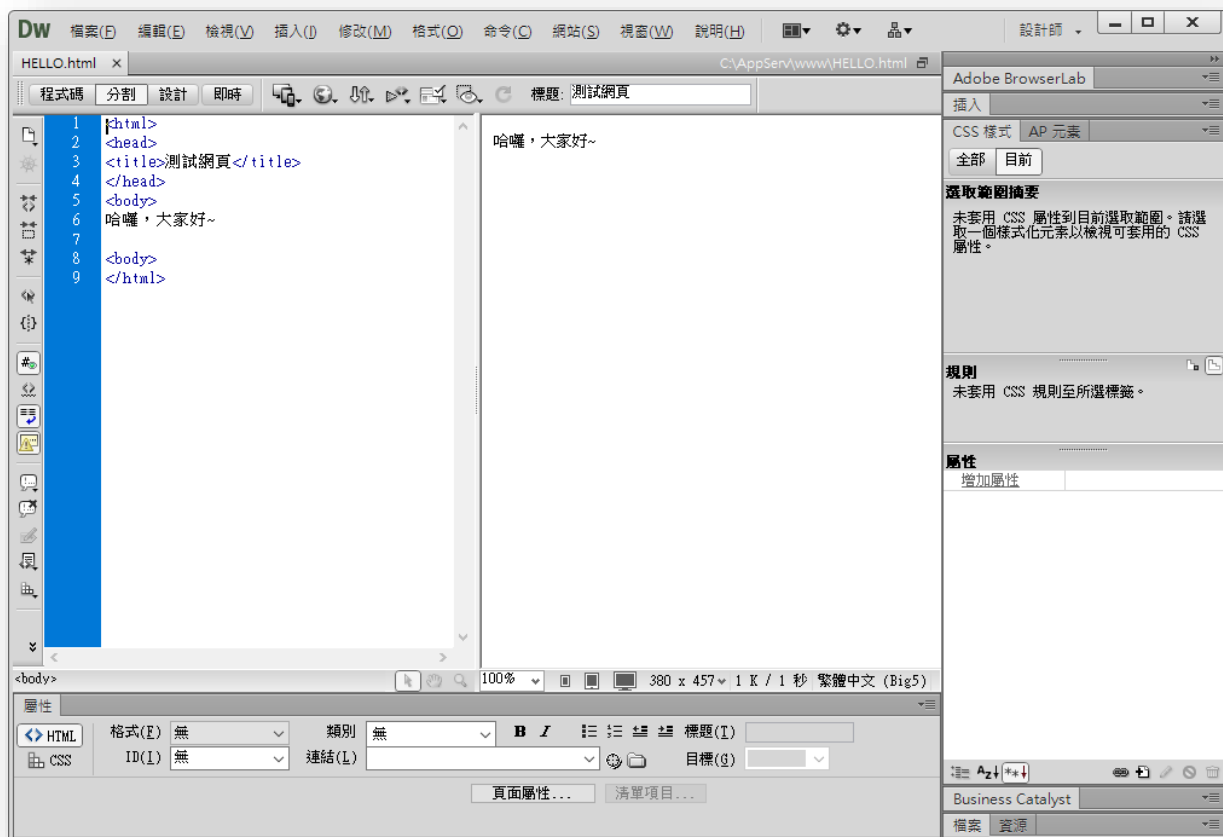 Dw 檔案(F) 編輯(E) 檢視(V) 插入(I) 修改(M) 格式(O) 命令(C) 網站(S) 視窗(W) 說明(H) 設計師
HELLO.html × C:\AppServ\www\HELLO.html
程式碼 分割 設計 即時 標題: 測試網頁
1 <html>
2 <head>
3 <title>測試網頁</title>
4 </head>
5 <body>
6 哈囉，大家好~
7
8 <body>
9 </html>
哈囉，大家好~
<body> 100% 380 x 457 1 K / 1 秒 繁體中文 (Big5)
屬性
<> HTML 格式(F) 無 類別 無 B I 標題(T)
CSS ID(I) 無 連結(L) 目標(G)
頁面屬性... 清單項目...
Adobe BrowserLab
插入
CSS 樣式 AP 元素
全部 目前
選取範圍摘要
未套用 CSS 屬性到目前選取範圍。請選
取一個樣式化元素以檢視可套用的 CSS
屬性。
規則
未套用 CSS 規則至所選標籤。
屬性
增加屬性
Az↓ **↓
Business Catalyst
檔案 資源